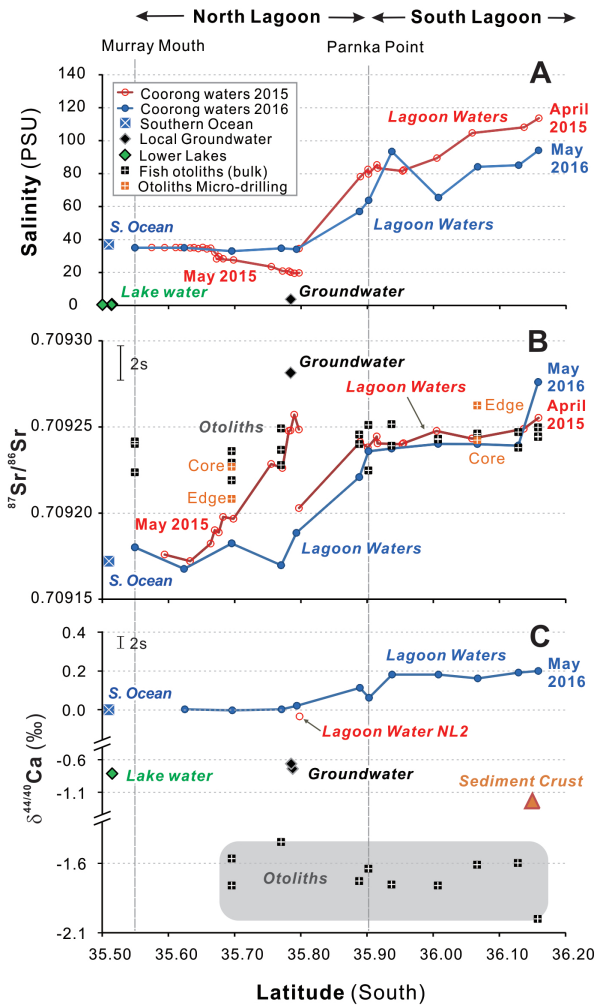 North Lagoon
South Lagoon
Murray Mouth
Parnka Point
A
Salinity (PSU)
140
120
100
80
60
40
20
0
Coorong waters 2015
Coorong waters 2016
Southern Ocean
Local Groundwater
Lower Lakes
Fish otoliths (bulk)
Otoliths Micro-drilling
Lagoon Waters
April
2015
May
2016
S. Ocean
Lagoon Waters
May 2015
Lake water
Groundwater
B
⁸⁷Sr/⁸⁶Sr
0.70930
0.70925
0.70920
0.70915
2s
Groundwater
May
2016
Lagoon Waters
Edge
April
2015
Otoliths
Core
Core
Edge
May 2015
Lagoon Waters
S. Ocean
C
δ⁴⁴/⁴⁰Ca (‰)
0.4
0.2
0.0
-0.6
-1.1
-1.6
-2.1
2s
Lagoon Waters
May
2016
S. Ocean
Lagoon Water NL2
Lake water
Groundwater
Sediment Crust
Otoliths
35.50
35.60
35.70
35.80
35.90
36.00
36.10
36.20
Latitude (South)